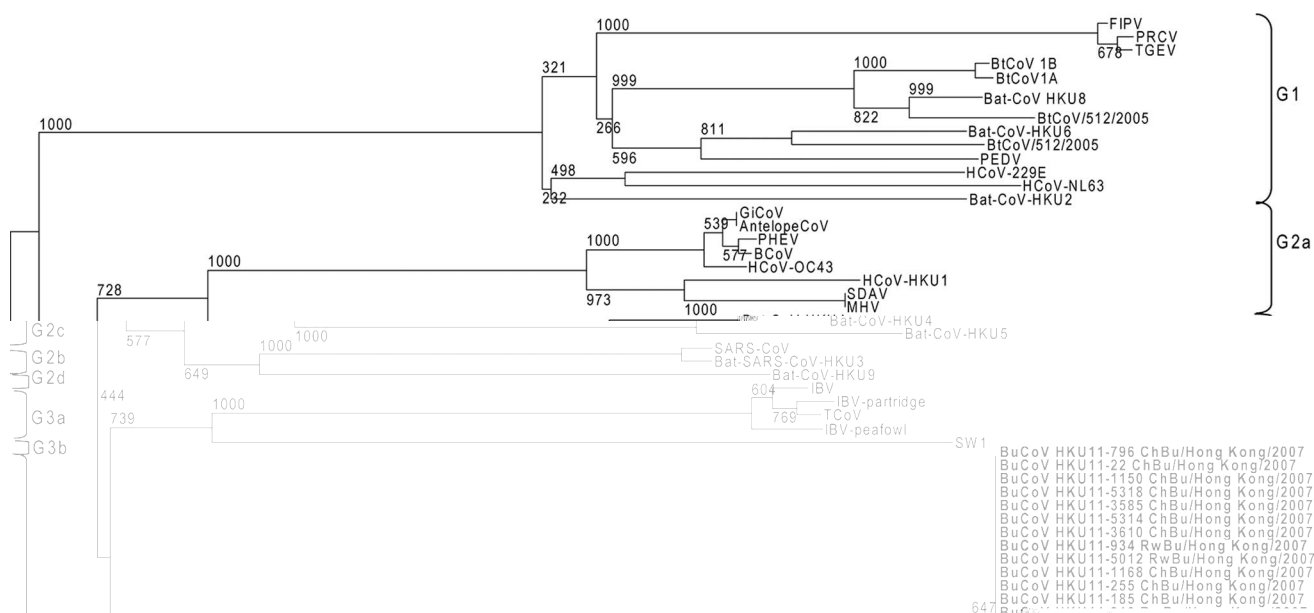 1000
FIPV
PRCV
678
TGEV
321
1000
BtCoV 1B
999
BtCoV1A
G1
999
Bat-CoV HKU8
822
BtCoV/512/2005
1000
266
811
Bat-CoV-HKU6
BtCoV/512/2005
596
PEDV
498
HCoV-229E
HCoV-NL63
232
Bat-CoV-HKU2
GiCoV
539
AntelopeCoV
1000
PHEV
G2a
577
BCoV
1000
HCoV-OC43
HCoV-HKU1
728
973
SDAV
1000
MHV
G2c
577
1000
Bat-CoV-HKU4
Bat-CoV-HKU5
G2b
1000
SARS-CoV
Bat-SARS-CoV-HKU3
G2d
649
Bat-CoV-HKU9
444
604
IBV
G3a
739
1000
IBV-partridge
769
TCoV
IBV-peafowl
G3b
SW1
BuCoV HKU11-796 ChBu/Hong Kong/2007
BuCoV HKU11-22 ChBu/Hong Kong/2007
BuCoV HKU11-1150 ChBu/Hong Kong/2007
BuCoV HKU11-5318 ChBu/Hong Kong/2007
BuCoV HKU11-3585 ChBu/Hong Kong/2007
BuCoV HKU11-5314 ChBu/Hong Kong/2007
BuCoV HKU11-3610 ChBu/Hong Kong/2007
BuCoV HKU11-934 RwBu/Hong Kong/2007
BuCoV HKU11-5012 RwBu/Hong Kong/2007
BuCoV HKU11-1168 ChBu/Hong Kong/2007
BuCoV HKU11-255 ChBu/Hong Kong/2007
BuCoV HKU11-185 ChBu/Hong Kong/2007
647